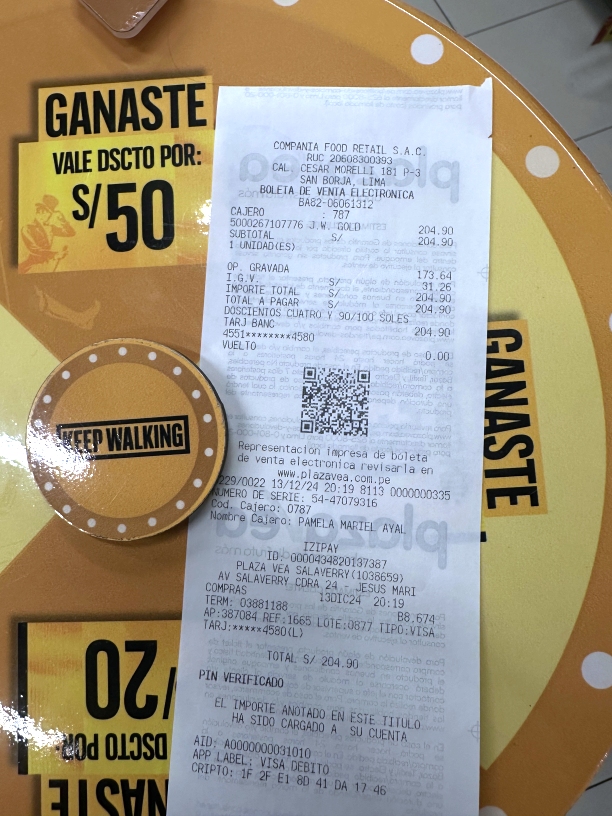 GANASTE
VALE DSCTO POR:
S/50
KEEP WALKING
COMPANIA FOOD RETAIL S.A.C.
RUC 20608300393
CAL. CESAR MORELLI 181 P-3
SAN BORJA, LIMA
BOLETA DE VENTA ELECTRONICA
BA82-06061312
CAJERO : 787
5000267107776 J.W. GOLD 204.90
SUBTOTAL S/ 204.90
1 UNIDAD(ES)
OP. GRAVADA 173.64
I.G.V. S/ 31.26
IMPORTE TOTAL S/ 204.90
TOTAL A PAGAR S/ 204.90
DOSCIENTOS CUATRO Y 90/100 SOLES
TARJ BANC 204.90
4551********4580
VUELTO 0.00
Representacion impresa de boleta
de venta electronica revisarla en
www.plazavea.com.pe
229/0022 13/12/24 20:19 8113 0000000335
NUMERO DE SERIE: 54-47079316
Cod. Cajero: 0787
Nombre Cajero: PAMELA MARIEL AYAL
IZIPAY
ID: 0000434820137387
PLAZA VEA SALAVERRY(1038659)
AV SALAVERRY CDRA 24 - JESUS MARI
COMPRAS 13DIC24 20:19
TERM: 03881188 B8.674
AP:387084 REF:1665 LOTE:0877 TIPO:VISA
TARJ:*****4580(L)
TOTAL S/ 204.90
PIN VERIFICADO
EL IMPORTE ANOTADO EN ESTE TITULO
HA SIDO CARGADO A SU CUENTA
AID: A0000000031010
APP LABEL: VISA DEBITO
CRIPTO: 1F 2F E1 8D 41 DA 17 46
GANASTE
/20
DSCTO POR
GANASTE